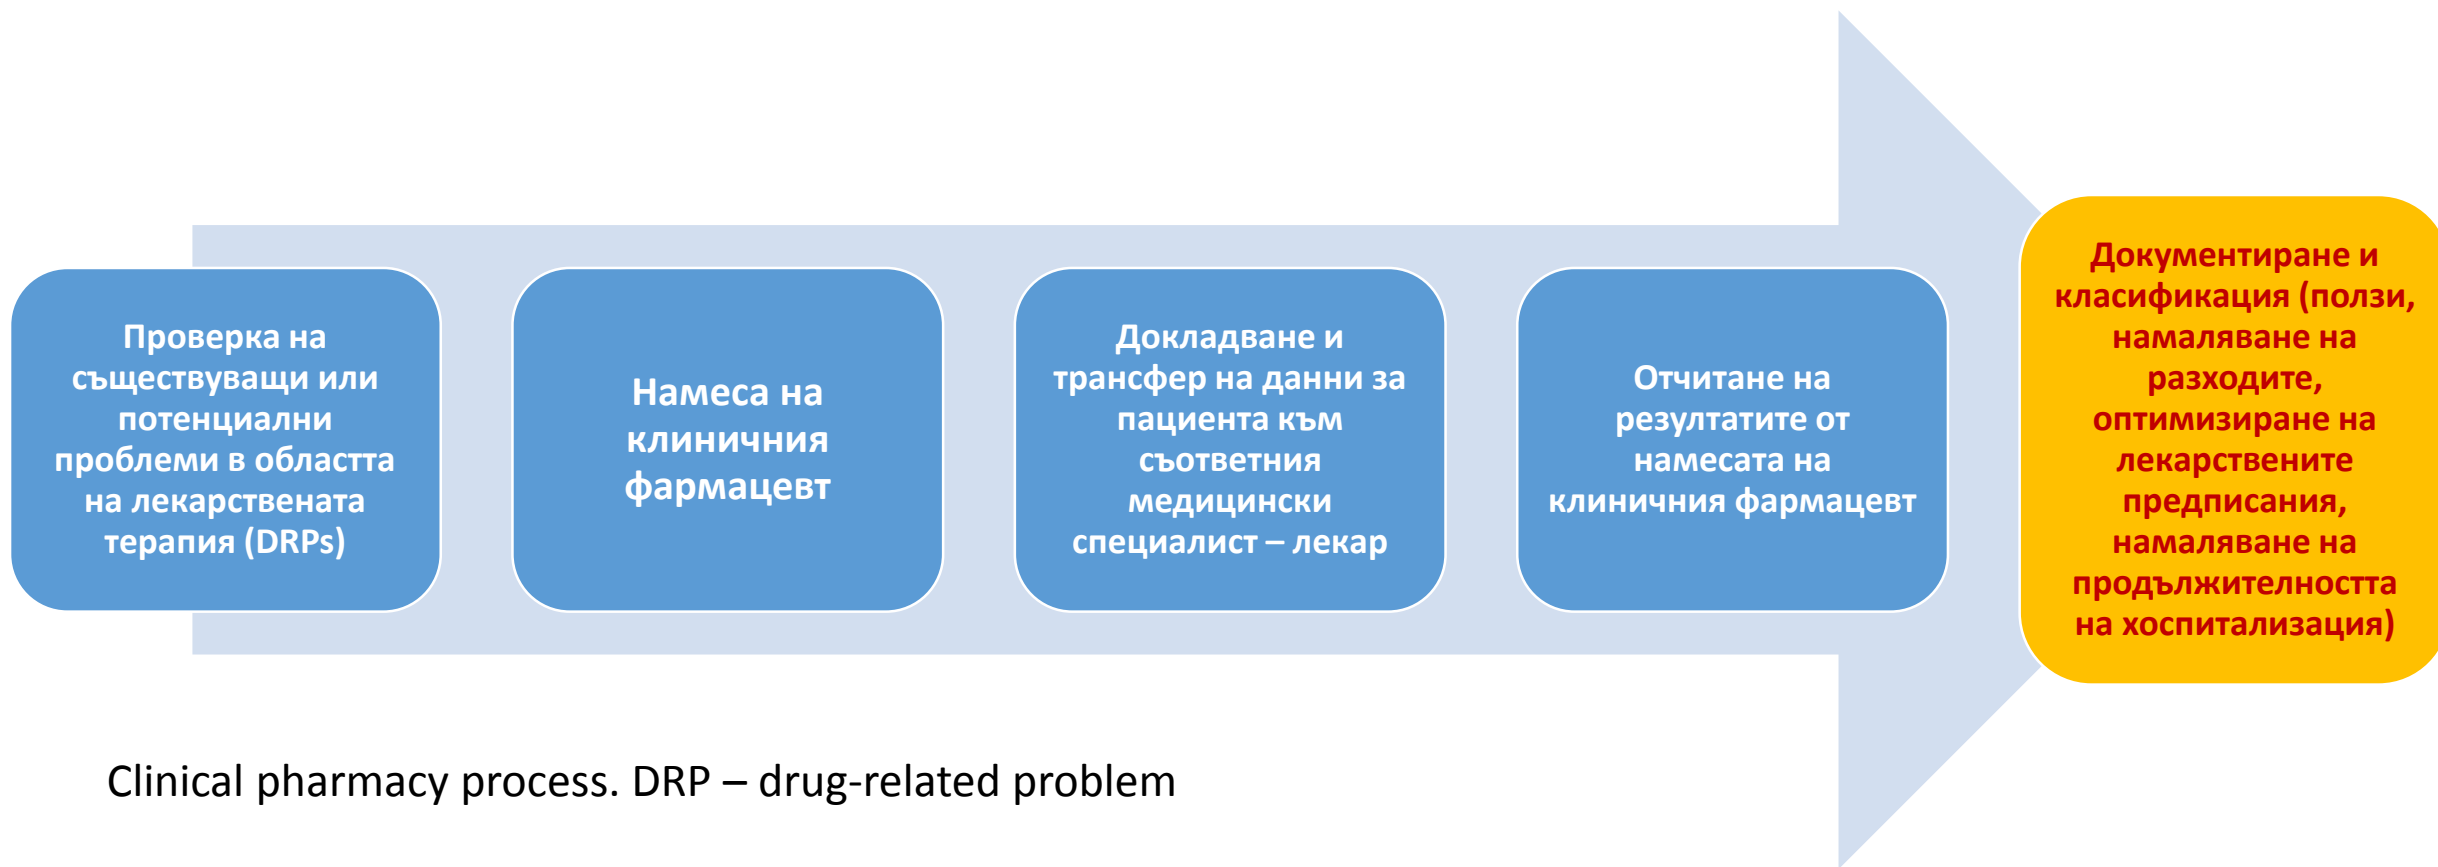 Проверка на
съществуващи или
потенциални
проблеми в областта
на лекарствената
терапия (DRPs)
Намеса на
клиничния
фармацевт
Докладване и
трансфер на данни за
пациента към
съответния
медицински
специалист – лекар
Отчитане на
резултатите от
намесата на
клиничния фармацевт
Документиране и
класификация (ползи,
намаляване на
разходите,
оптимизиране на
лекарствените
предписания,
намаляване на
продължителността
на хоспитализация)
Clinical pharmacy process. DRP – drug-related problem